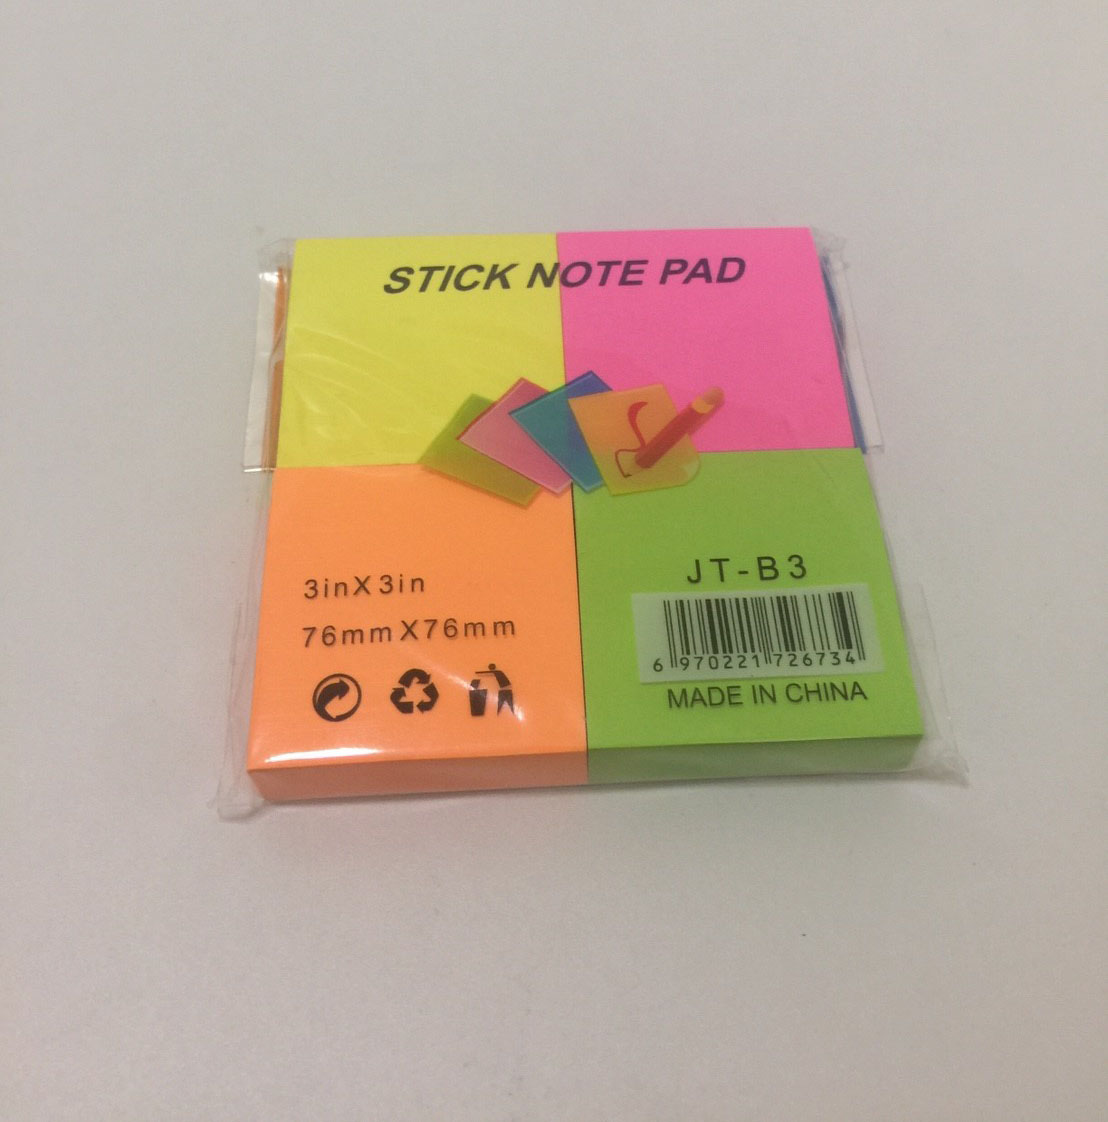 STICK NOTE PAD
3inX3in
76mmX76mm
JT-B3
6 970221 726734
MADE IN CHINA